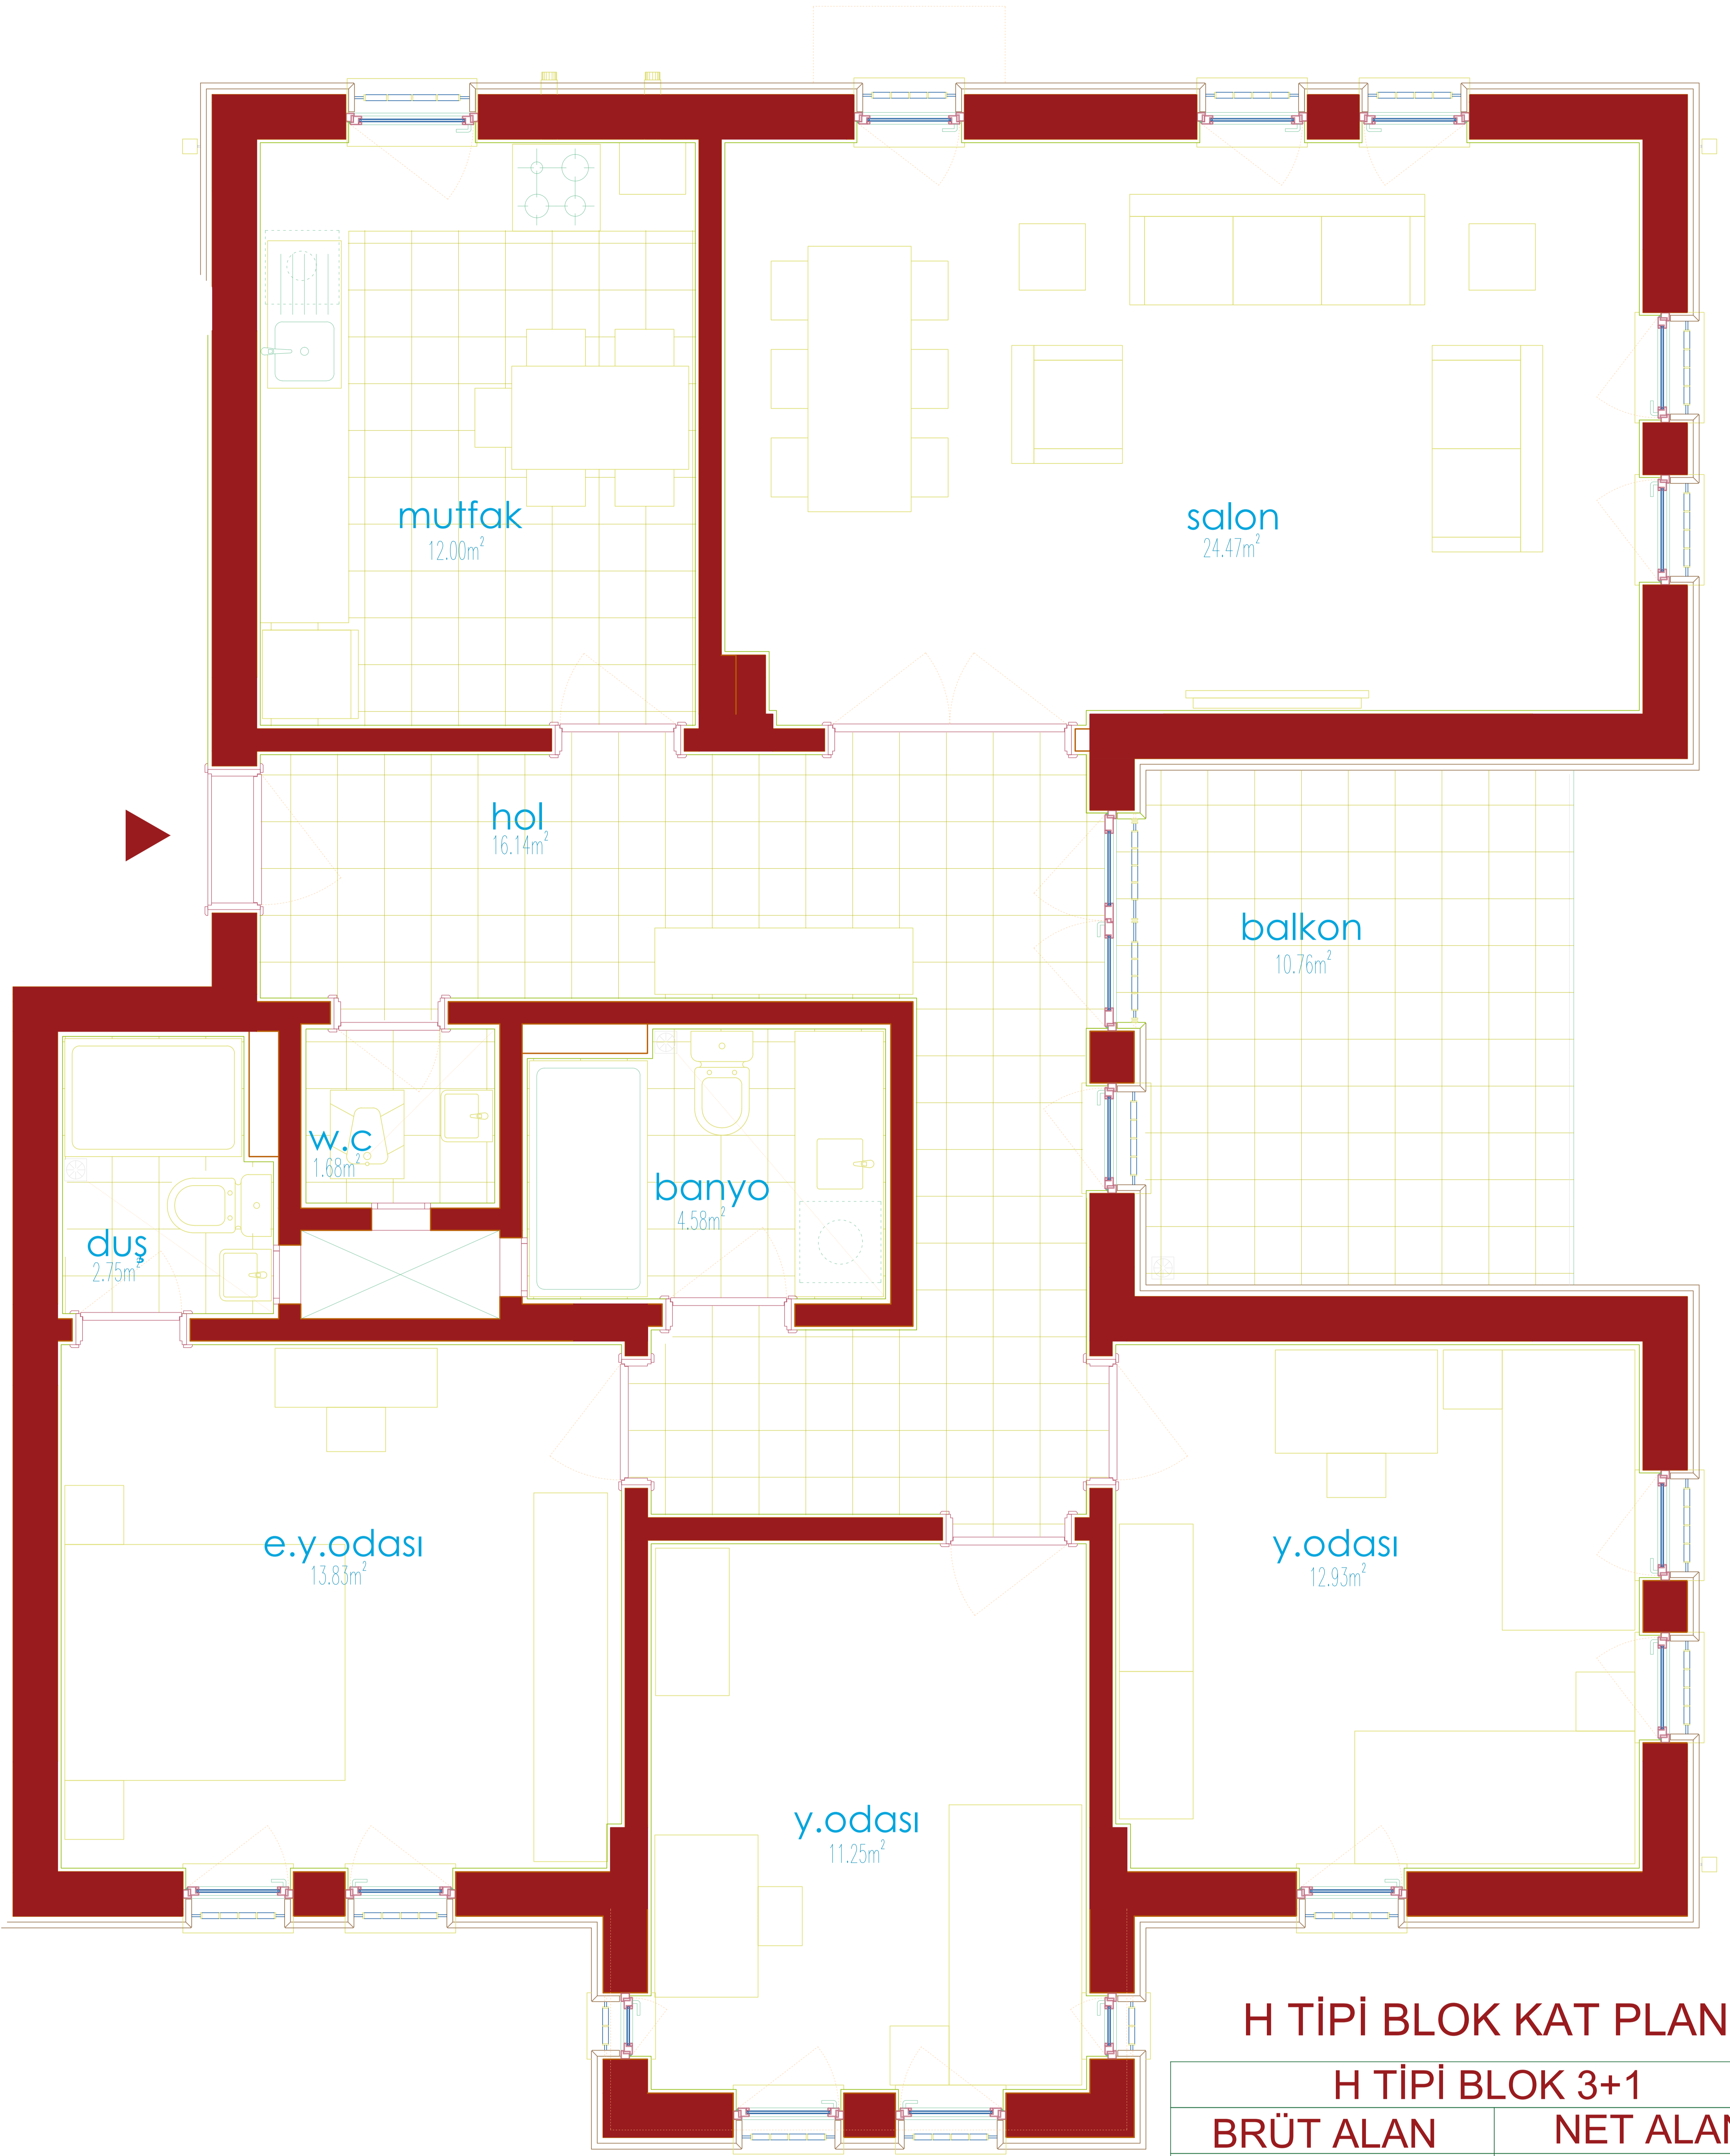 mutfak
12.00m²
salon
24.47m²
hol
16.14m²
balkon
10.76m²
w.c
1.68m²
banyo
4.58m²
duş
2.75m²
e.y.odası
13.83m²
y.odası
12.93m²
y.odası
11.25m²
H TİPİ BLOK KAT PLAN
H TİPİ BLOK 3+1
BRÜT ALAN
NET ALAN